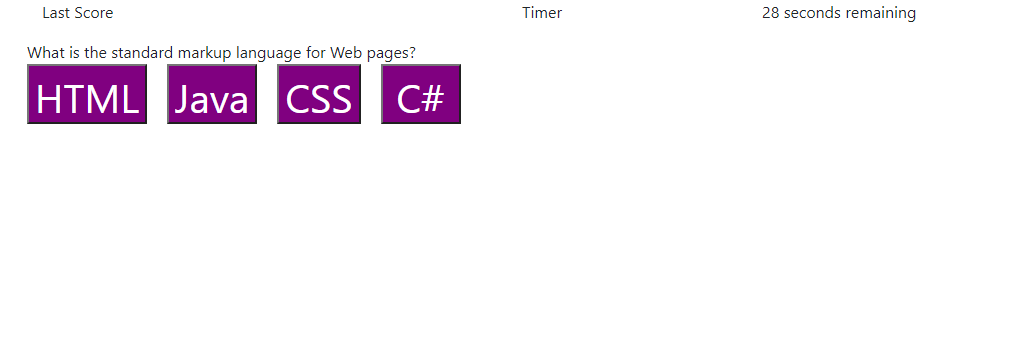 Last Score Timer 28 seconds remaining
What is the standard markup language for Web pages?
HTML Java CSS C#